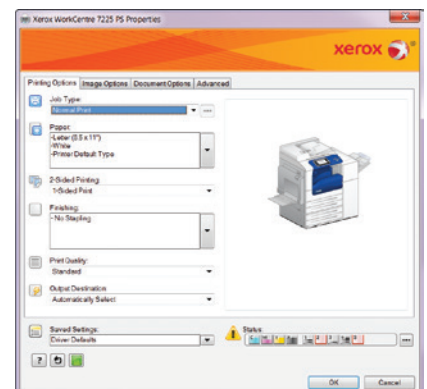 Xerox WorkCentre 7225 PS Properties
xerox
Printing Options Image Options Document Options Advanced
Job Type:
Normal Print
Paper:
-Letter (8.5 x 11")
-White
-Printer Default Type
2-Sided Printing:
1-Sided Print
Finishing:
- No Stapling
Print Quality:
Standard
Output Destination
Automatically Select
Saved Settings:
Driver Defaults
Status:
OK Cancel